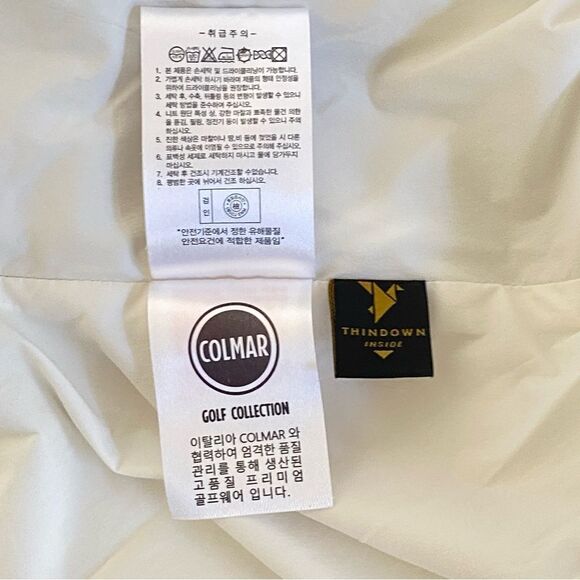 - 취급주의 -
1. 본 제품은 손세탁 및 드라이클리닝이 가능합니다.
2. 가볍게 손세탁 하시기 바라며 제품의 형태 안정성을
위하여 드라이클리닝을 권장합니다.
3. 세탁 후, 수축, 뒤틀림 등의 변형이 발생할 수 있으니
세탁 방법을 준수하여 주십시오.
4. 니트 원단 특성 상, 강한 마찰과 뾰족한 물건 의한
올 뜯김, 필링, 정전기 등이 발생할 수 있으니 주의
하십시오.
5. 진한 색상은 마찰이나 땀,비 등에 젖었을 시 다른
의류나 속옷에 이염될 수 있으므로 주의해 주십시오.
6. 표백성 세제로 세탁하지 마시고 물에 담가두지
마십시오.
7. 세탁 후 건조시 기계건조할 수없습니다.
8. 평평한 곳에 뉘어서 건조 하십시오.
검
인
"안전기준에서 정한 유해물질
안전요건에 적합한 제품임"
COLMAR
GOLF COLLECTION
이탈리아 COLMAR 와
협력하여 엄격한 품질
관리를 통해 생산된
고품질 프리미엄
골프웨어 입니다.
THINDOWN
INSIDE